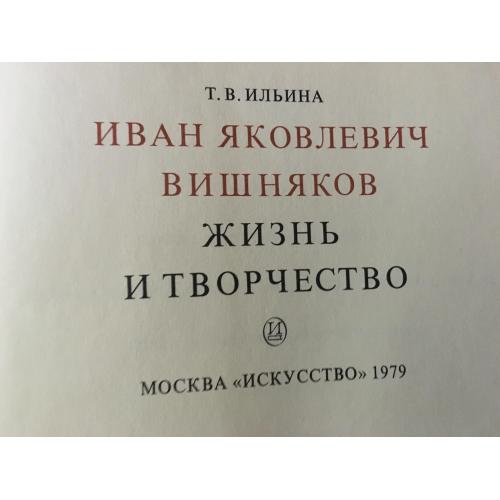 Т. В. ИЛЬИНА
ИВАН ЯКОВЛЕВИЧ
ВИШНЯКОВ
ЖИЗНЬ
И ТВОРЧЕСТВО
И
МОСКВА «ИСКУССТВО» 1979